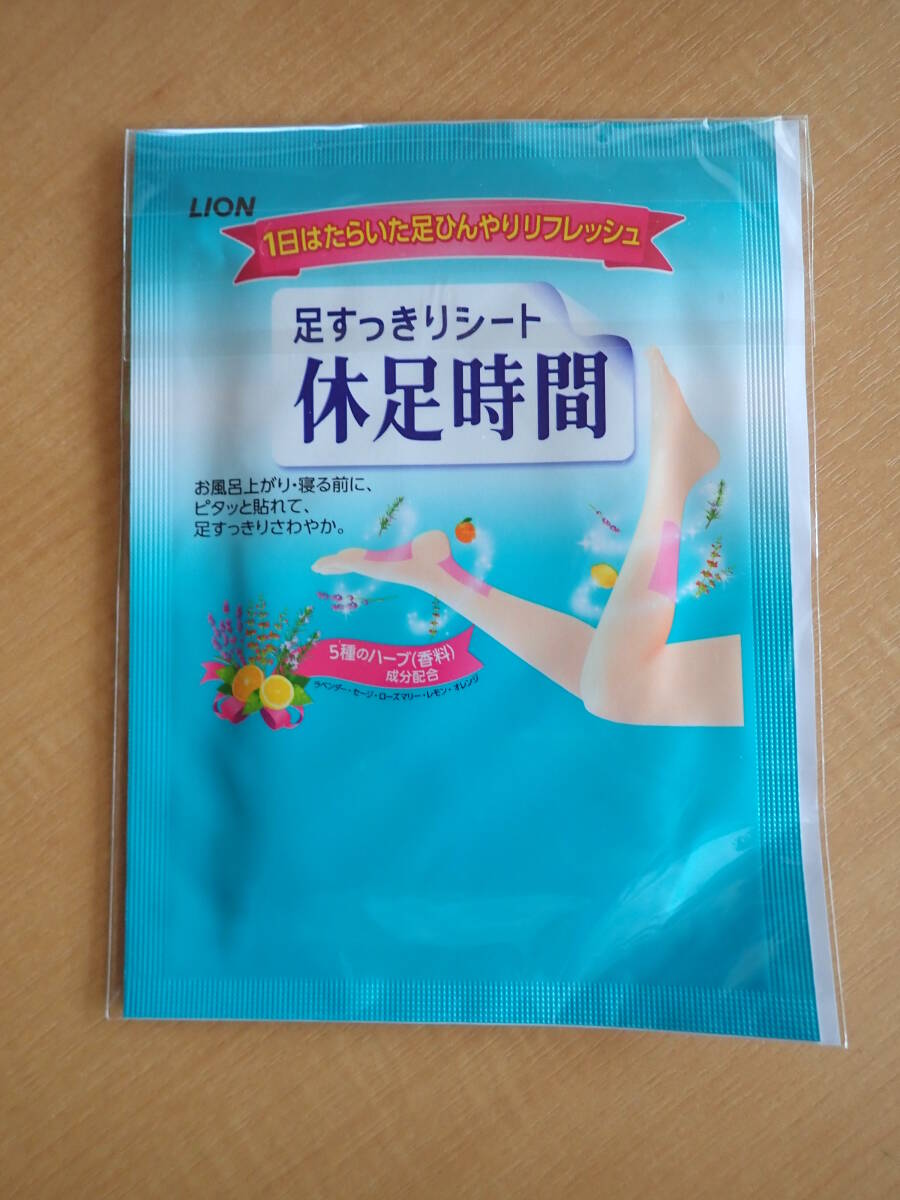 LION
1日はたらいた足ひんやりリフレッシュ
足すっきりシート
休足時間
お風呂上がり・寝る前に、
ピタッと貼れて、
足すっきりさわやか。
5種のハーブ(香料)
成分配合
ラベンダー・セージ・ローズマリー・レモン・オレンジ